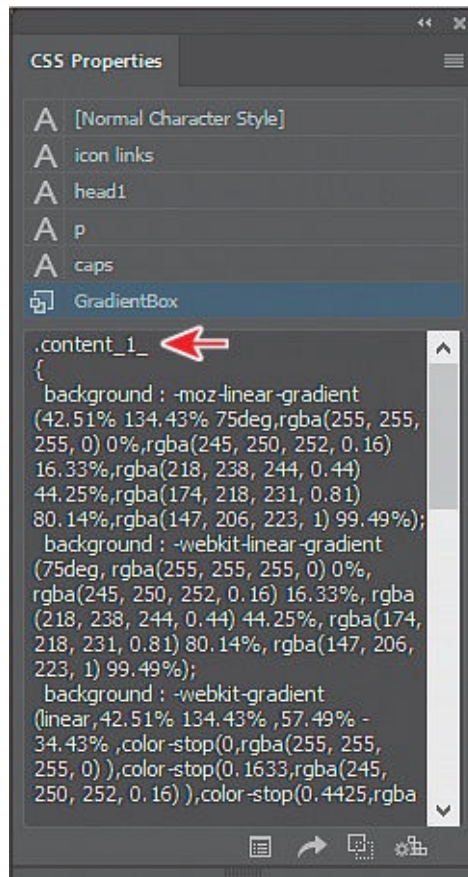 CSS Properties
A [Normal Character Style]
A icon links
A head1
A p
A caps
GradientBox
.content_1_
{
background : -moz-linear-gradient
(42.51% 134.43% 75deg,rgba(255, 255,
255, 0) 0%,rgba(245, 250, 252, 0.16)
16.33%,rgba(218, 238, 244, 0.44)
44.25%,rgba(174, 218, 231, 0.81)
80.14%,rgba(147, 206, 223, 1) 99.49%);
background : -webkit-linear-gradient
(75deg, rgba(255, 255, 255, 0) 0%,
rgba(245, 250, 252, 0.16) 16.33%, rgba
(218, 238, 244, 0.44) 44.25%, rgba(174,
218, 231, 0.81) 80.14%, rgba(147, 206,
223, 1) 99.49%);
background : -webkit-gradient
(linear,42.51% 134.43% ,57.49% -
34.43% ,color-stop(0,rgba(255, 255,
255, 0) ),color-stop(0.1633,rgba(245,
250, 252, 0.16) ),color-stop(0.4425,rgba